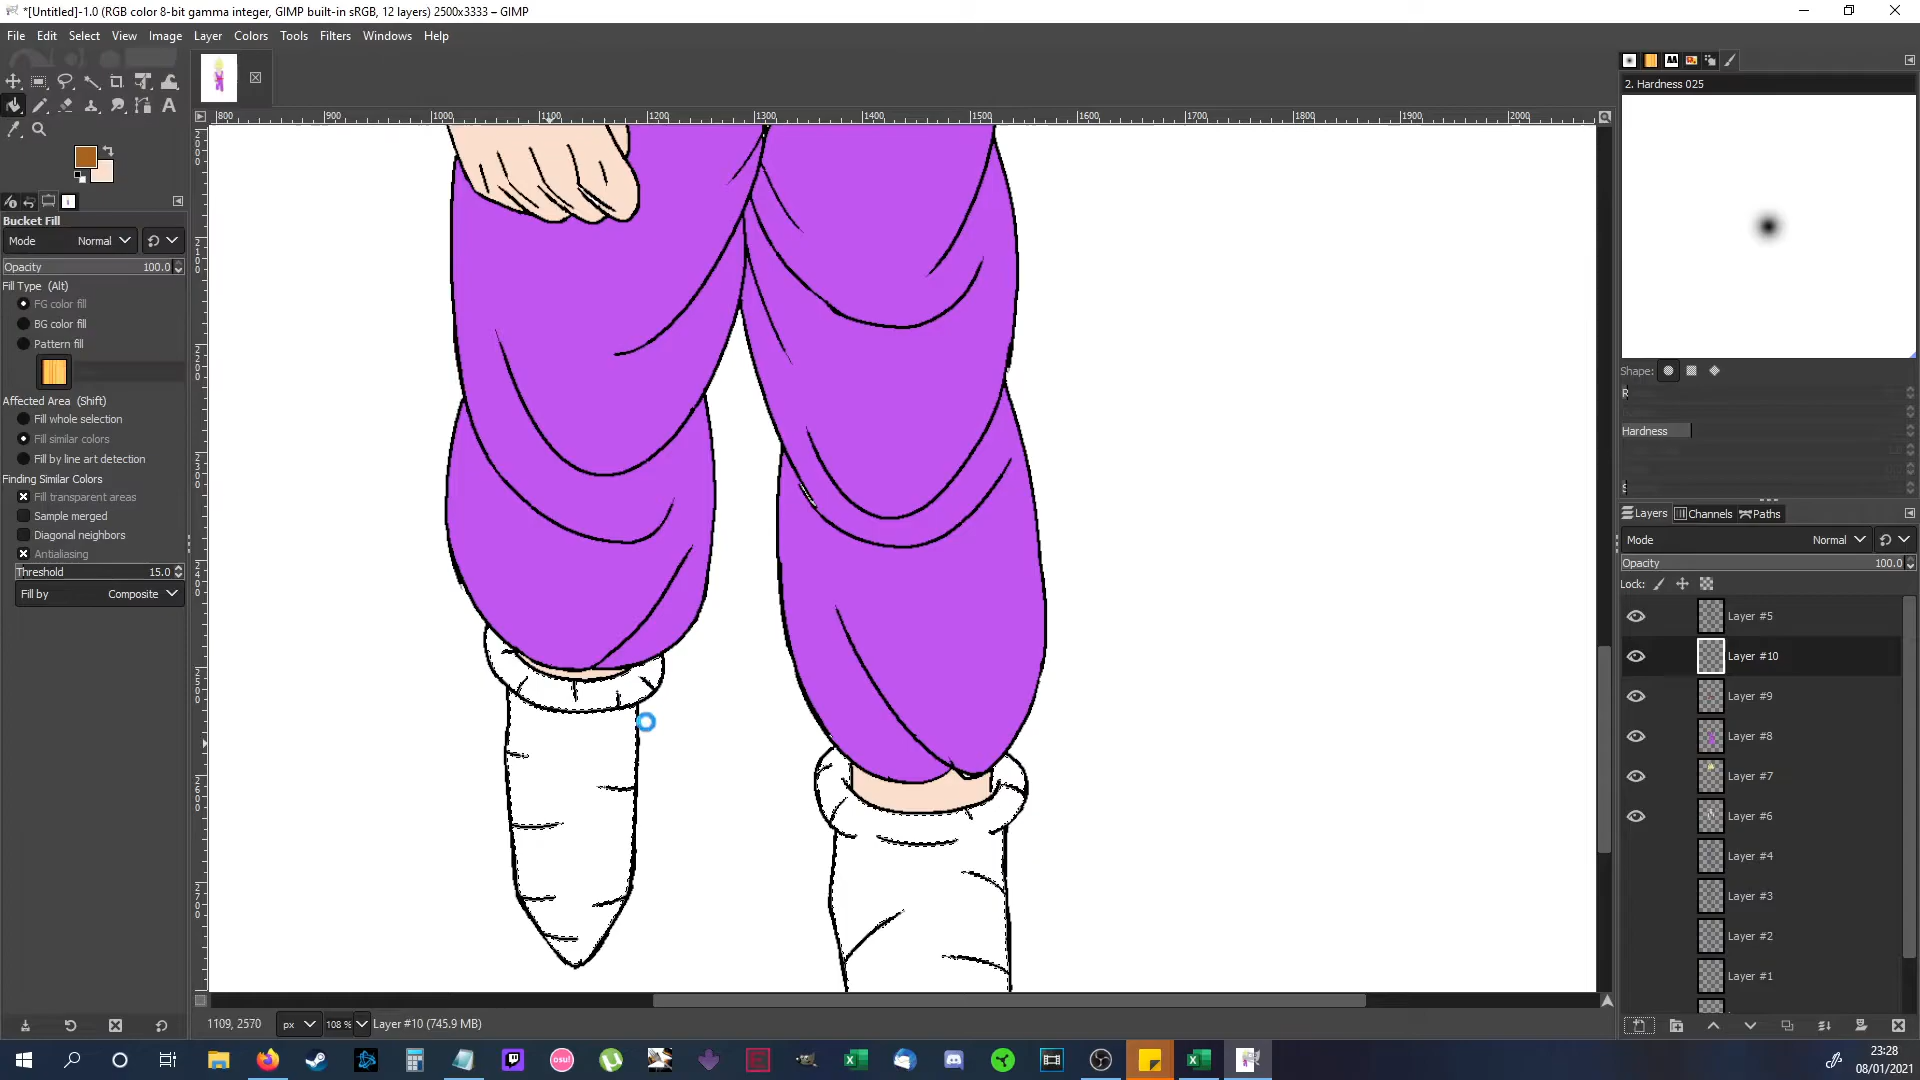 *[Untitled]-1.0 (RGB color 8-bit gamma integer, GIMP built-in sRGB, 12 layers) 2500x3333 – GIMP
File Edit Select View Image Layer Colors Tools Filters Windows Help
2. Hardness 025
800 900 1000 1100 1200 1300 1400 1500 1600 1700 1800 1900 2000
Bucket Fill
Mode Normal
Opacity 100.0
Fill Type (Alt)
FG color fill
BG color fill
Pattern fill
Affected Area (Shift)
Fill whole selection
Fill similar colors
Fill by line art detection
Finding Similar Colors
Fill transparent areas
Sample merged
Diagonal neighbors
Antialiasing
Threshold 15.0
Fill by Composite
Shape:
R
Hardness
S
Layers Channels Paths
Mode Normal
Opacity 100.0
Lock:
Layer #5
Layer #10
Layer #9
Layer #8
Layer #7
Layer #6
Layer #4
Layer #3
Layer #2
Layer #1
1109, 2570 px 108 % Layer #10 (745.9 MB)
osu!
23:28
08/01/2021